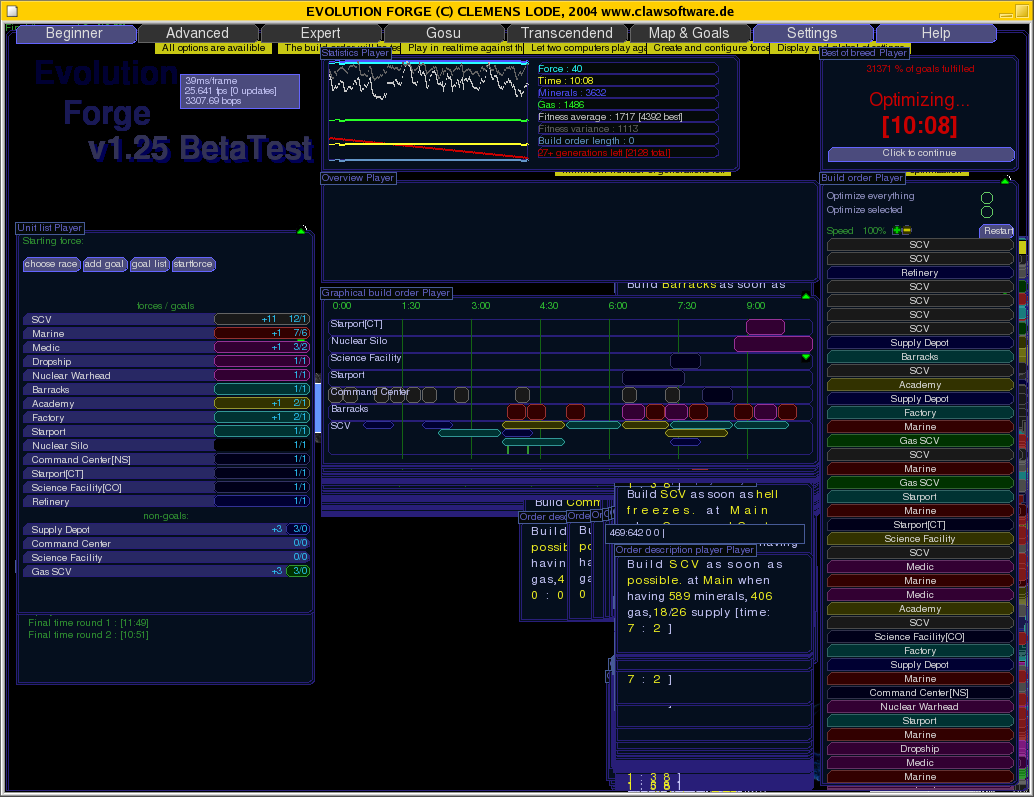 EVOLUTION FORGE (C) CLEMENS LODE, 2004 www.clawsoftware.de
Beginner
Advanced
Expert
Gosu
Transcendend
Map & Goals
Settings
Help
All options are availible
Play in realtime against th
Let two computers play aga
Create and configure force
Evolution
Forge
v1.25 BetaTest
39ms/frame
25.641 fps [0 updates]
3307.69 bops
Statistics Player
Force : 40
Time : 10:08
Minerals : 3632
Gas : 1486
Fitness average : 1717 [4392 best]
Fitness variance : 1113
Build order length : 0
27+ generations left [2128 total]
Best of breed Player
31371 % of goals fulfilled
Optimizing...
[10:08]
Click to continue
Overview Player
Unit list Player
Starting force:
choose race
add goal
goal list
startforce
forces / goals
SCV +11 12/1
Marine +1 7/6
Medic +1 3/2
Dropship 1/1
Nuclear Warhead 1/1
Barracks 1/1
Academy +1 2/1
Factory +1 2/1
Starport 1/1
Nuclear Silo 1/1
Command Center[NS] 1/1
Starport[CT] 1/1
Science Facility[CO] 1/1
Refinery 1/1
non-goals:
Supply Depot +3 3/0
Command Center 0/0
Science Facility 0/0
Gas SCV +3 3/0
Final time round 1 : [11:49]
Final time round 2 : [10:51]
Build Barracks as soon as
Graphical build order Player
0:00 1:30 3:00 4:30 6:00 7:30 9:00
Starport[CT]
Nuclear Silo
Science Facility
Starport
Command Center
Barracks
SCV
1 : 3 8 ]
Build SCV as soon as hell
freezes. at Main
Build Comm
Order des
Orde
Or
Build
possib
havin
gas,4
0 : 0
469:642 0 0 |
having
Order description player Player
Build SCV as soon as
possible. at Main when
having 589 minerals, 406
gas, 18/26 supply [time:
7 : 2 ]
7 : 2 ]
1 : 3 8 ]
Build order Player
Optimize everything
Optimize selected
Speed 100%
Restart
SCV
SCV
Refinery
SCV
SCV
SCV
SCV
Supply Depot
Barracks
SCV
Academy
Supply Depot
Factory
Marine
Gas SCV
SCV
Marine
Gas SCV
Starport
Marine
Starport[CT]
Science Facility
SCV
Medic
Marine
Medic
Academy
SCV
Science Facility[CO]
Factory
Supply Depot
Marine
Command Center[NS]
Nuclear Warhead
Starport
Marine
Dropship
Medic
Marine